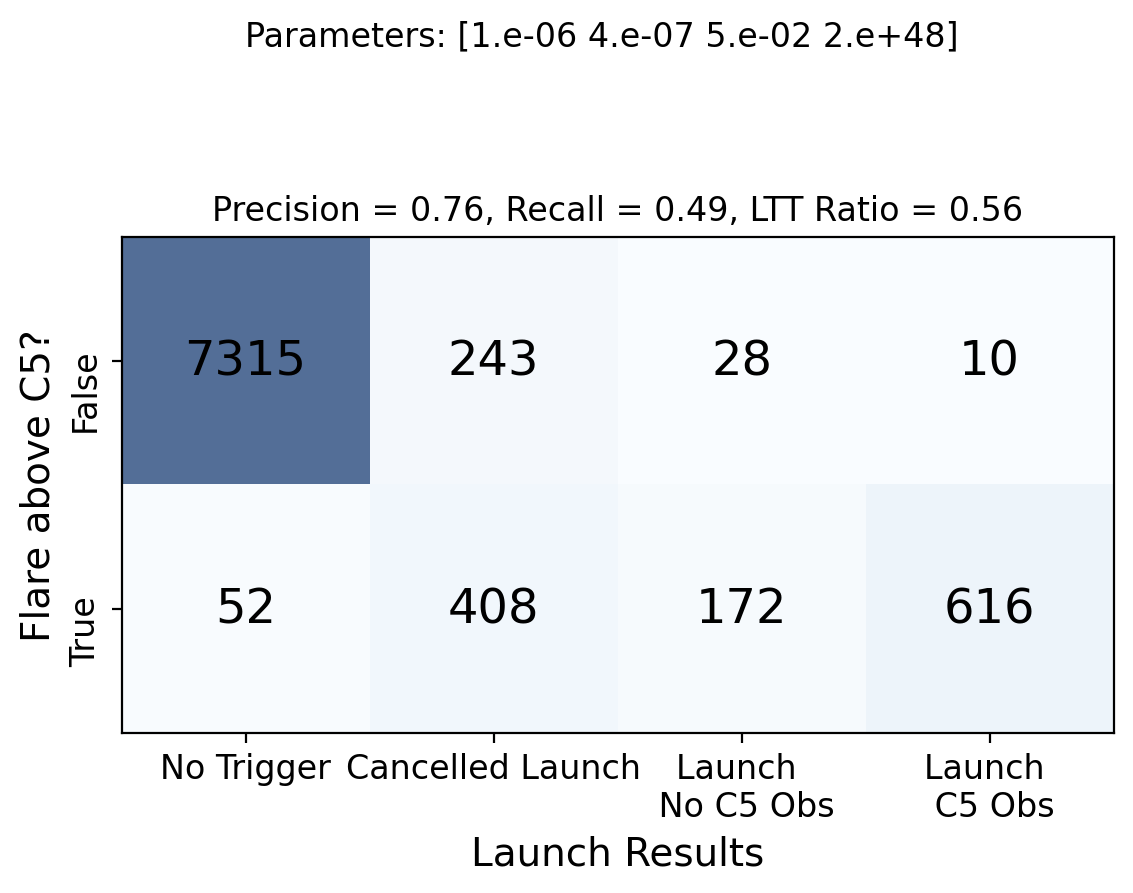 Parameters: [1.e-06 4.e-07 5.e-02 2.e+48]
Precision = 0.76, Recall = 0.49, LTT Ratio = 0.56
Flare above C5?
False
7315 243 28 10
True
52 408 172 616
No Trigger Cancelled Launch Launch Launch
No C5 Obs C5 Obs
Launch Results